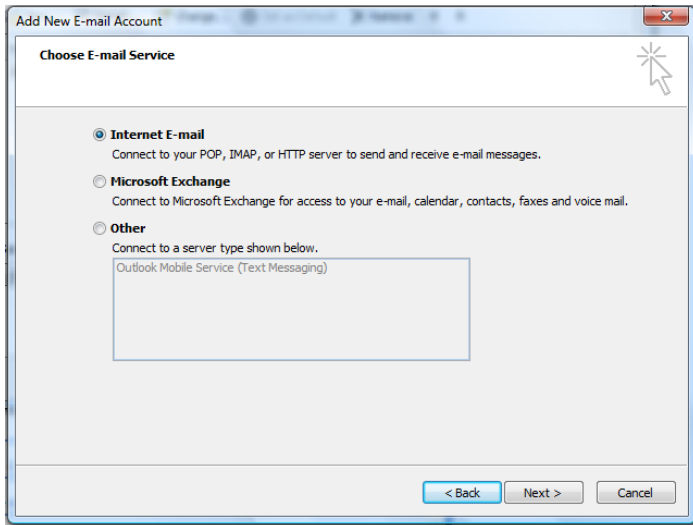 Add New E-mail Account
Choose E-mail Service
Internet E-mail
Connect to your POP, IMAP, or HTTP server to send and receive e-mail messages.
Microsoft Exchange
Connect to Microsoft Exchange for access to your e-mail, calendar, contacts, faxes and voice mail.
Other
Connect to a server type shown below.
Outlook Mobile Service (Text Messaging)
< Back Next > Cancel